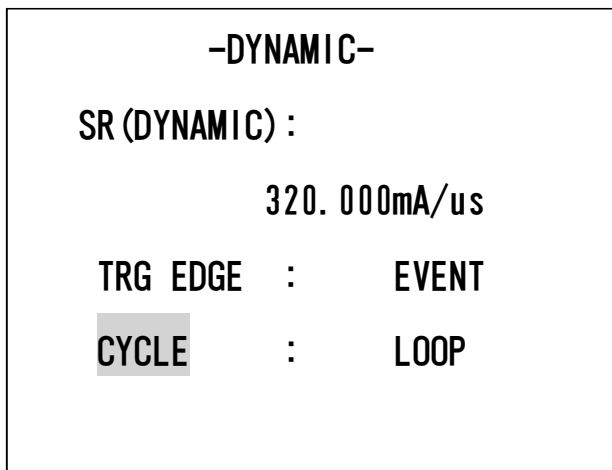 -DYNAMIC-
SR(DYNAMIC):
320.000mA/us
TRG EDGE : EVENT
CYCLE : LOOP